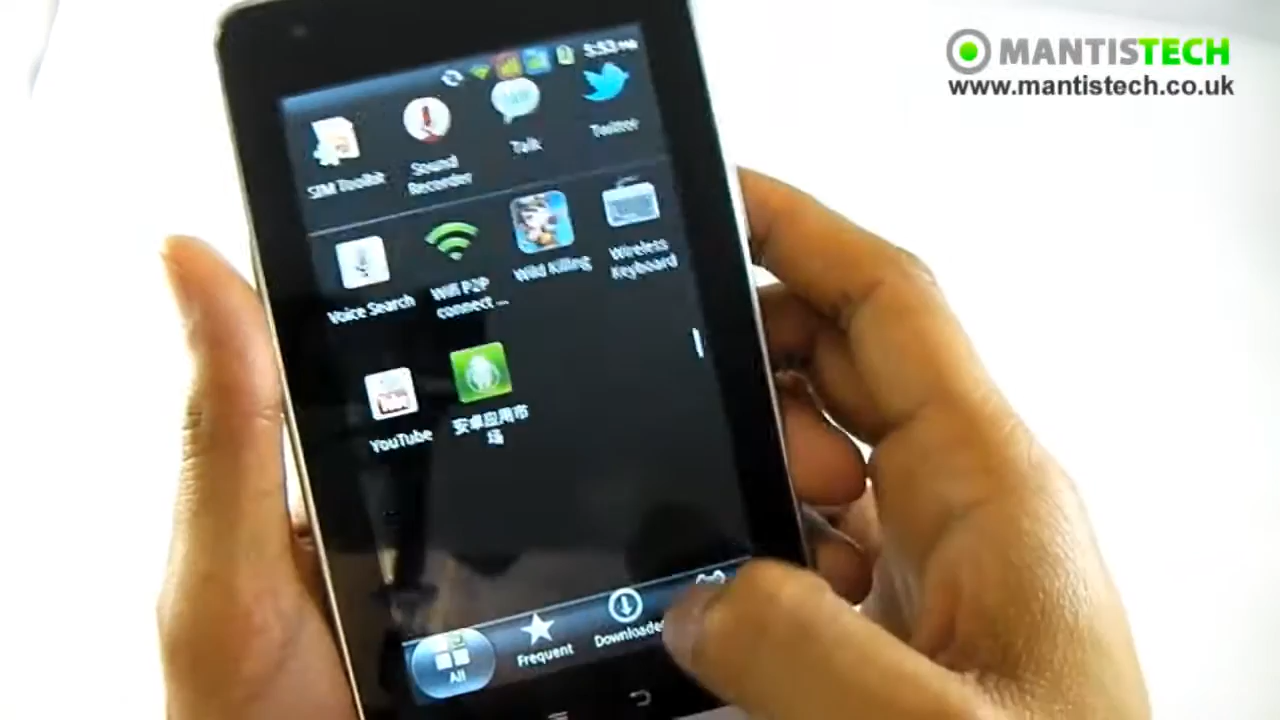 MANTISTECH
www.mantistech.co.uk
5:53 PM
SIM Toolkit
Sound
Recorder
Talk
Twitter
Voice Search
Wifi P2P
connect ...
Wild Killing
Wireless
Keyboard
YouTube
安卓应用市
场
All
Frequent
Downloaded